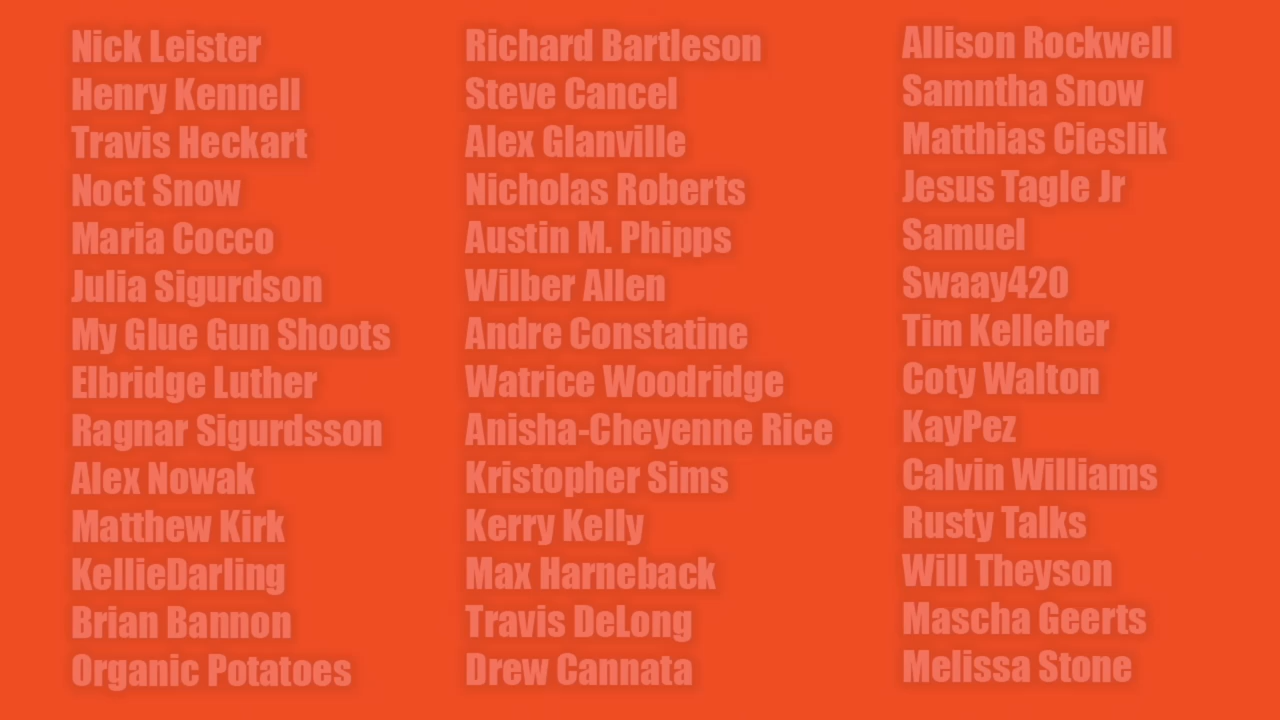 Nick Leister
Henry Kennell
Travis Heckart
Noct Snow
Maria Cocco
Julia Sigurdson
My Glue Gun Shoots
Elbridge Luther
Ragnar Sigurdsson
Alex Nowak
Matthew Kirk
KellieDarling
Brian Bannon
Organic Potatoes
Richard Bartleson
Steve Cancel
Alex Glanville
Nicholas Roberts
Austin M. Phipps
Wilber Allen
Andre Constatine
Watrice Woodridge
Anisha-Cheyenne Rice
Kristopher Sims
Kerry Kelly
Max Harneback
Travis DeLong
Drew Cannata
Allison Rockwell
Samntha Snow
Matthias Cieslik
Jesus Tagle Jr
Samuel
Swaay420
Tim Kelleher
Coty Walton
KayPez
Calvin Williams
Rusty Talks
Will Theyson
Mascha Geerts
Melissa Stone